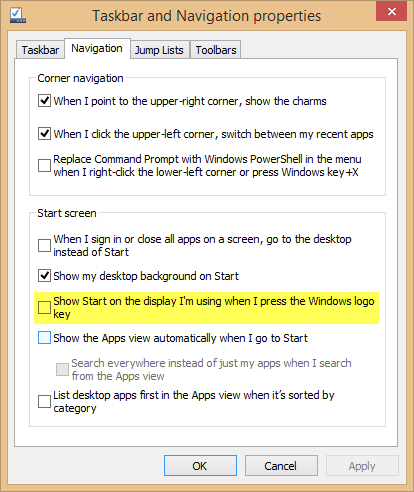 Taskbar and Navigation properties
Taskbar Navigation Jump Lists Toolbars
Corner navigation
When I point to the upper-right corner, show the charms
When I click the upper-left corner, switch between my recent apps
Replace Command Prompt with Windows PowerShell in the menu
when I right-click the lower-left corner or press Windows key+X
Start screen
When I sign in or close all apps on a screen, go to the desktop
instead of Start
Show my desktop background on Start
Show Start on the display I'm using when I press the Windows logo
key
Show the Apps view automatically when I go to Start
Search everywhere instead of just my apps when I search
from the Apps view
List desktop apps first in the Apps view when it's sorted by
category
OK Cancel Apply